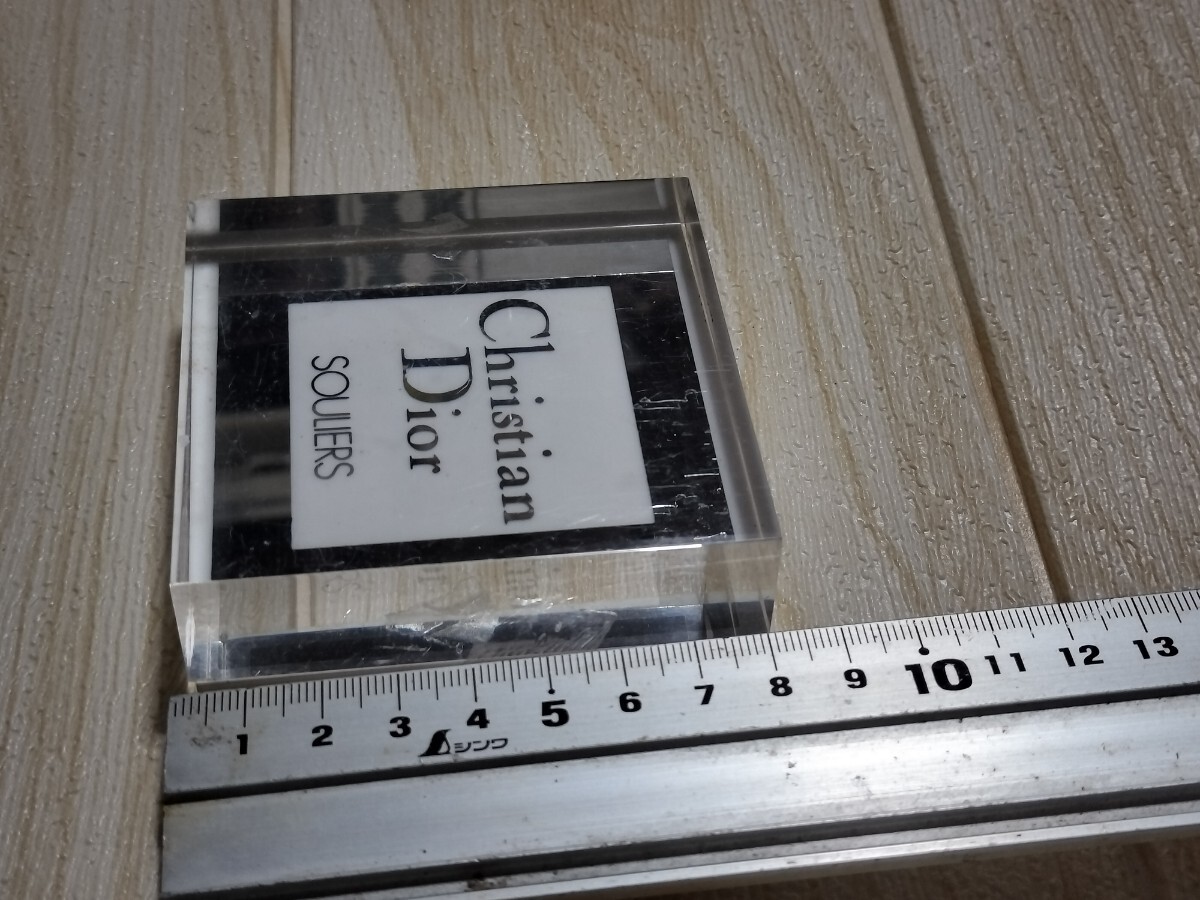 Christian
Dior
SOULIERS
1 2 3 4 5 6 7 8 9 10 11 12 13
シンワ